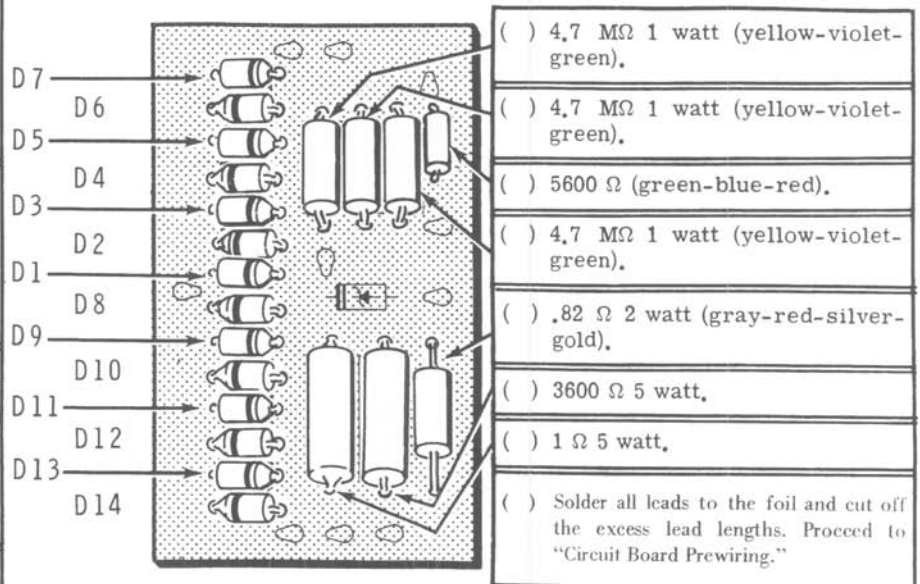 D7
D6
D5
D4
D3
D2
D1
D8
D9
D10
D11
D12
D13
D14
( ) 4.7 MΩ 1 watt (yellow-violet-
green).
( ) 4.7 MΩ 1 watt (yellow-violet-
green).
( ) 5600 Ω (green-blue-red).
( ) 4.7 MΩ 1 watt (yellow-violet-
green).
( ) .82 Ω 2 watt (gray-red-silver-
gold).
( ) 3600 Ω 5 watt.
( ) 1 Ω 5 watt.
( ) Solder all leads to the foil and cut off
the excess lead lengths. Proceed to
“Circuit Board Prewiring.”